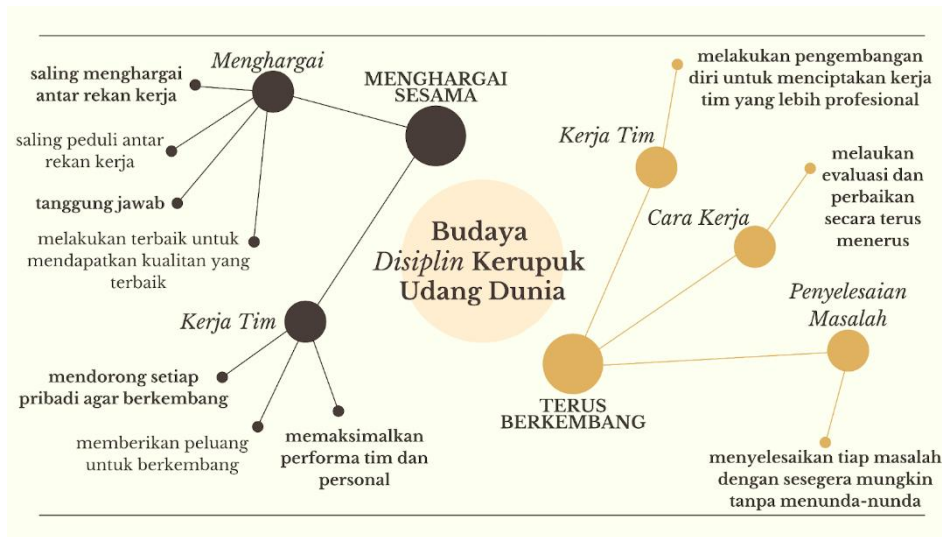 MENGHARGAI
SESAMA
Menghargai
saling menghargai
antar rekan kerja
saling peduli antar
rekan kerja
tanggung jawab
melakukan terbaik untuk
mendapatkan kualitan yang
terbaik
Kerja Tim
mendorong setiap
pribadi agar berkembang
memberikan peluang
untuk berkembang
memaksimalkan
performa tim dan
personal
Budaya
Disiplin Kerupuk
Udang Dunia
TERUS
BERKEMBANG
Kerja Tim
melakukan pengembangan
diri untuk menciptakan kerja
tim yang lebih profesional
Cara Kerja
melaukan
evaluasi dan
perbaikan
secara terus
menerus
Penyelesaian
Masalah
menyelesaikan tiap masalah
dengan sesegera mungkin
tanpa menunda-nunda